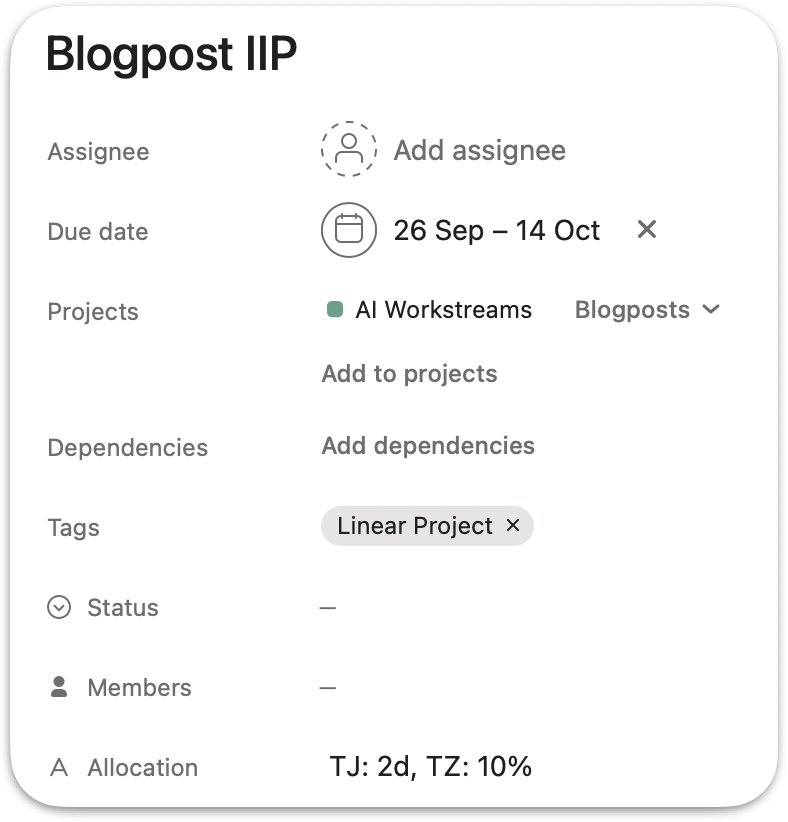 Blogpost IIP
Assignee Add assignee
Due date 26 Sep – 14 Oct
Projects AI Workstreams Blogposts
Add to projects
Dependencies Add dependencies
Tags Linear Project ×
Status —
Members —
Allocation TJ: 2d, TZ: 10%